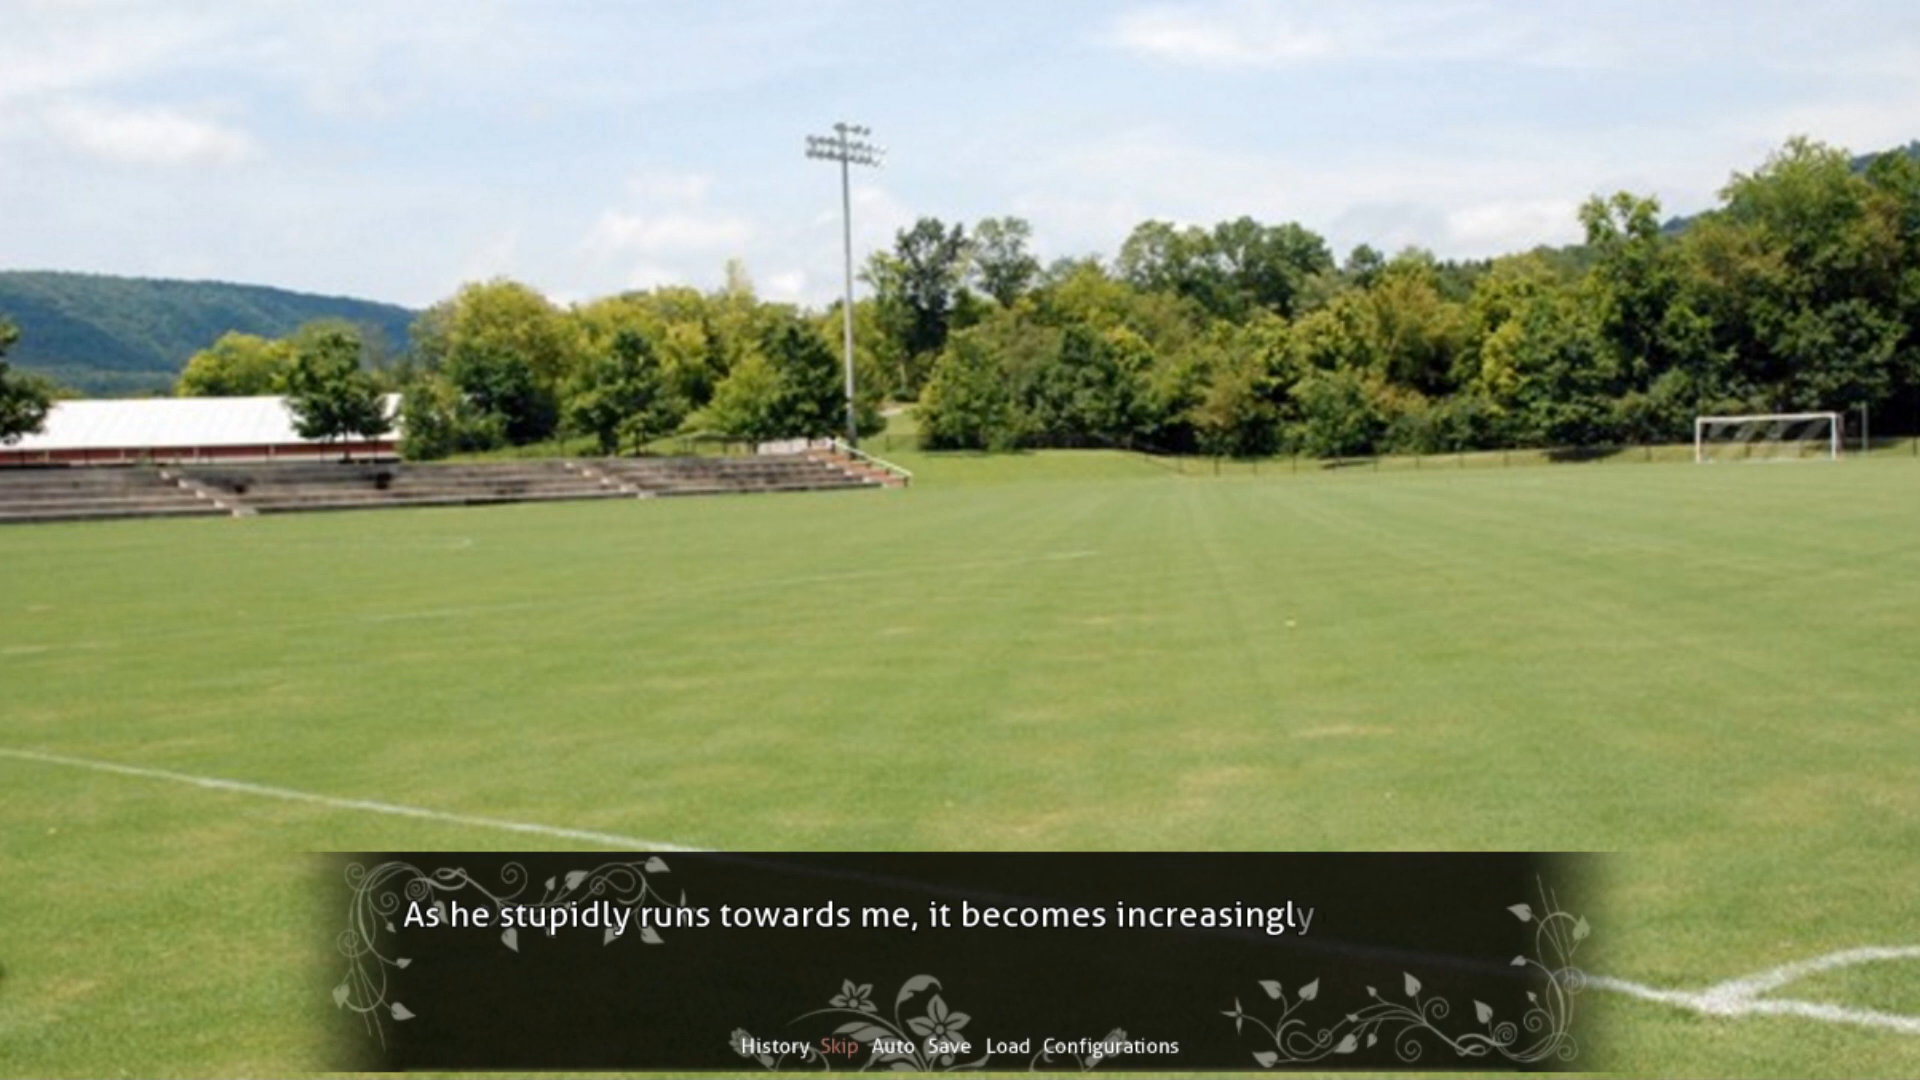 As he stupidly runs towards me, it becomes increasingly
History Skip Auto Save Load Configurations